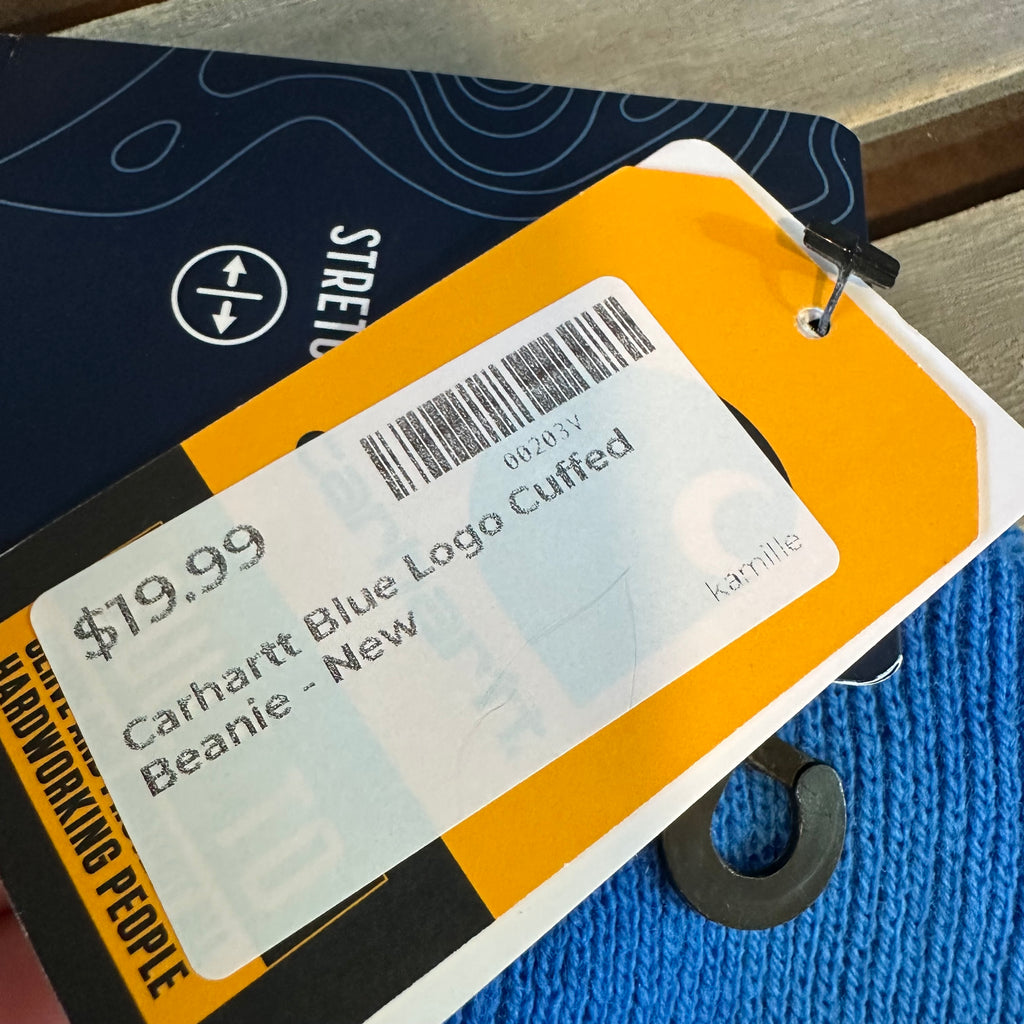 STRETC
00203V
$19.99
Carhartt Blue Logo Cuffed
Beanie - New
kamille
HARDWORKING PEOPLE